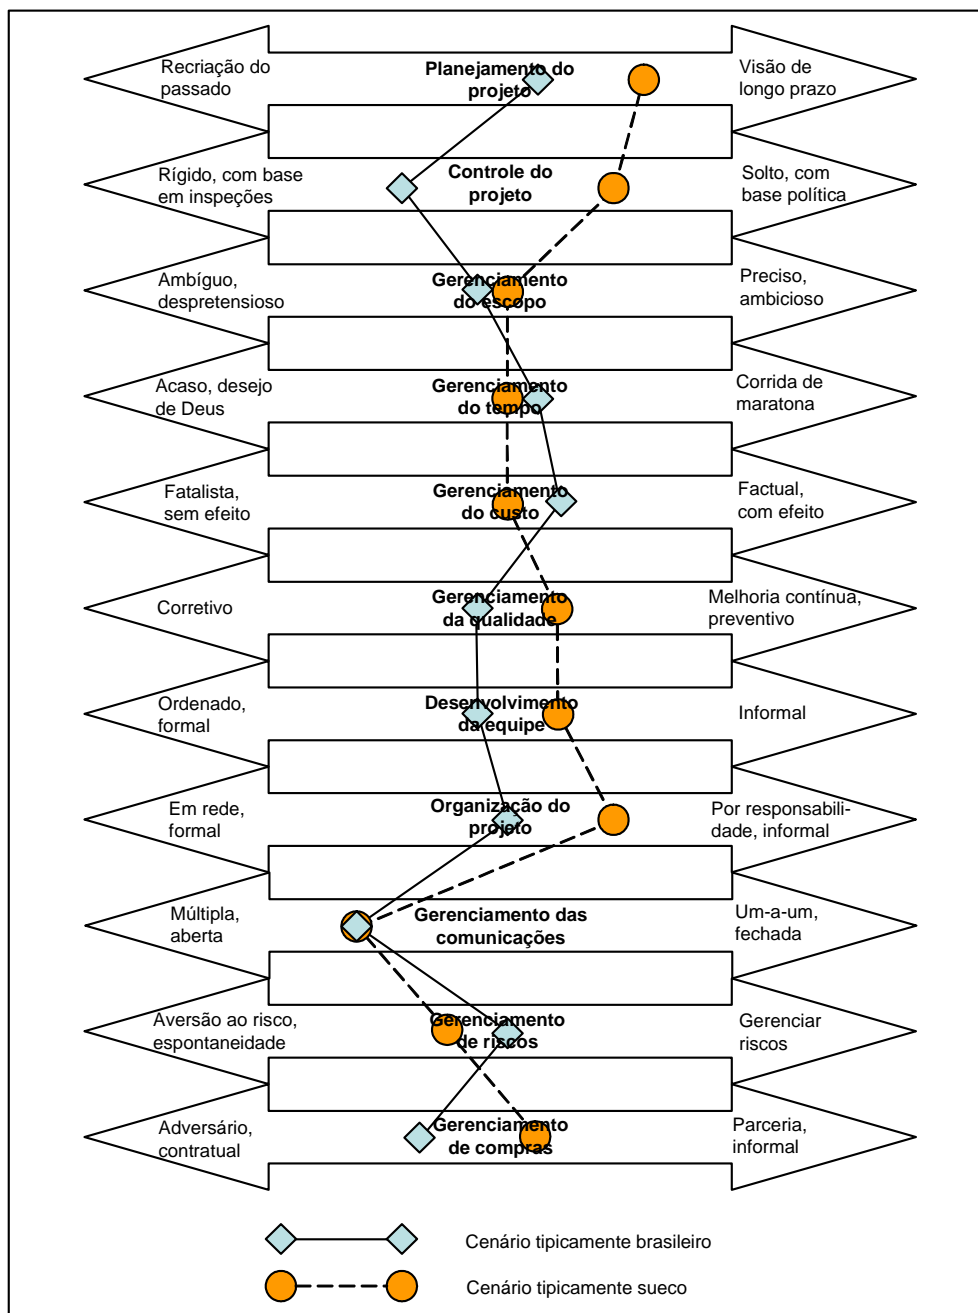 Recriação do
passado
Planejamento do
projeto
Visão de
longo prazo
Rígido, com base
em inspeções
Controle do
projeto
Solto, com
base política
Ambíguo,
despretensioso
Gerenciamento
do escopo
Preciso,
ambicioso
Acaso, desejo
de Deus
Gerenciamento
do tempo
Corrida de
maratona
Fatalista,
sem efeito
Gerenciamento
do custo
Factual,
com efeito
Corretivo
Gerenciamento
da qualidade
Melhoria contínua,
preventivo
Ordenado,
formal
Desenvolvimento
da equipe
Informal
Em rede,
formal
Organização do
projeto
Por responsabili-
dade, informal
Múltipla,
aberta
Gerenciamento das
comunicações
Um-a-um,
fechada
Aversão ao risco,
espontaneidade
Gerenciamento
de riscos
Gerenciar
riscos
Adversário,
contratual
Gerenciamento
de compras
Parceria,
informal
Cenário tipicamente brasileiro
Cenário tipicamente sueco